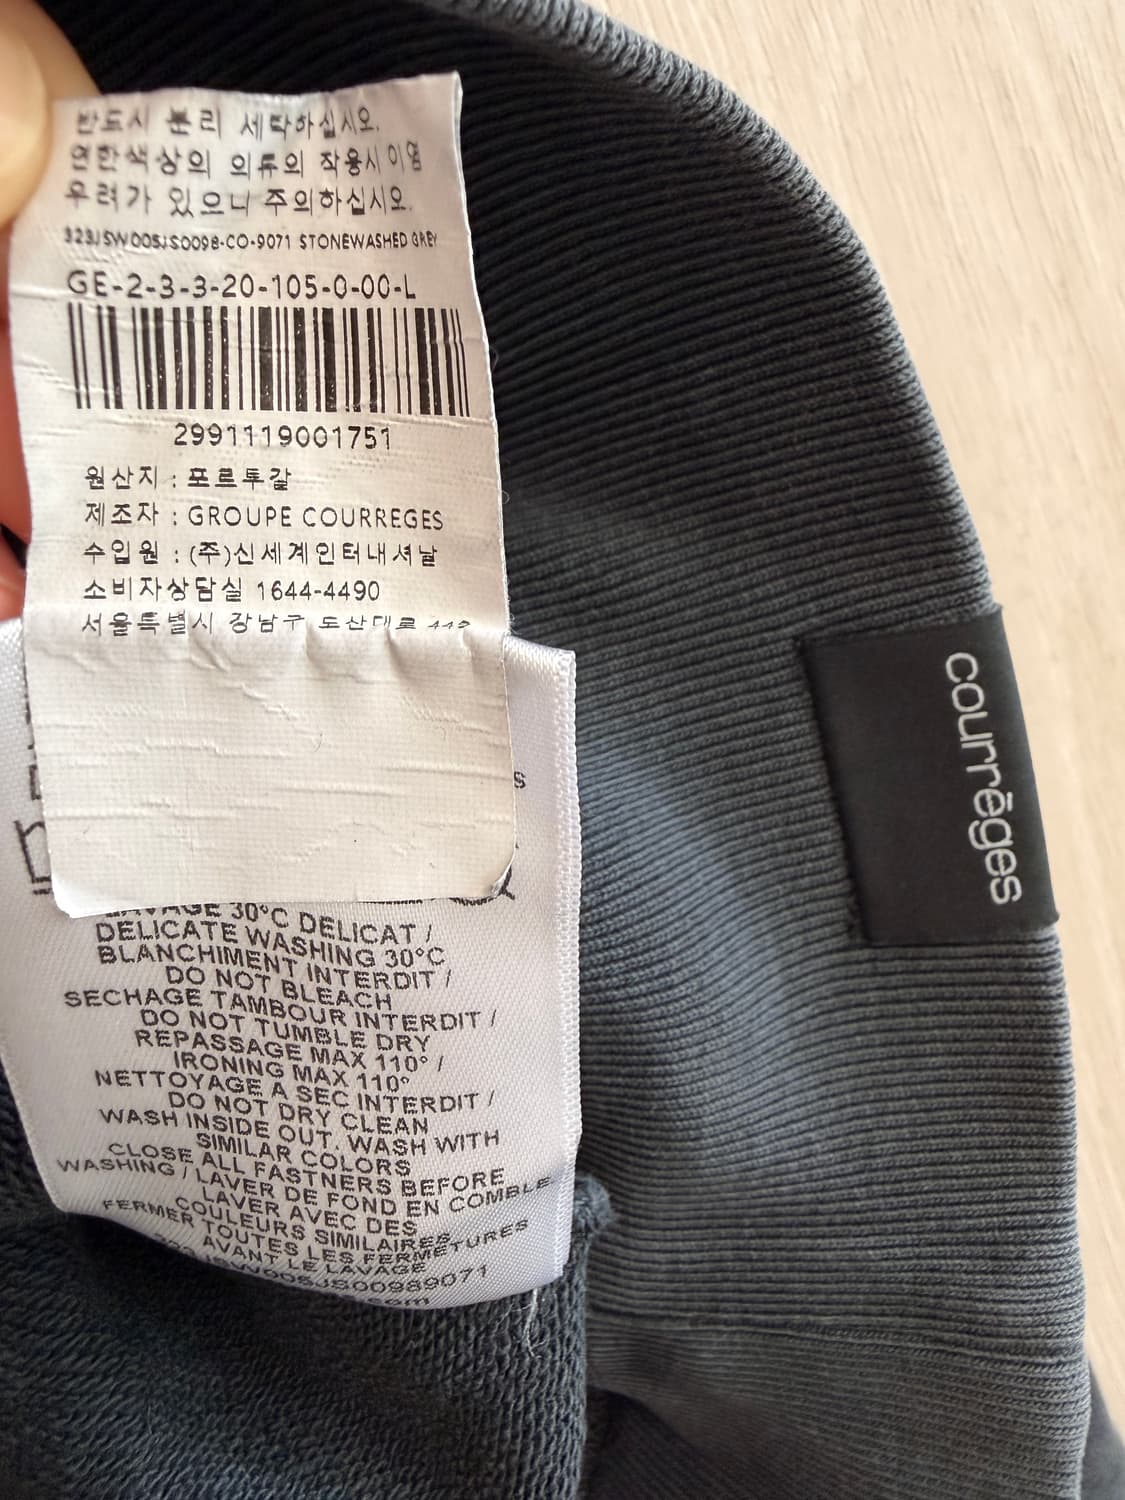 반드시 분리 세탁하십시오.
연한색상의 의류의 착용시 이염
우려가 있으니 주의하십시오.
323JSW005JS0098-CO-9071 STONEWASHED GREY
GE-2-3-3-20-105-0-00-L
2991119001751
원산지 : 포르투갈
제조자 : GROUPE COURREGES
수입원 : (주)신세계인터내셔날
소비자상담실 1644-4490
서울특별시 강남구 도산대로 442
LAVAGE 30°C DELICAT /
DELICATE WASHING 30°C
BLANCHIMENT INTERDIT /
DO NOT BLEACH
SECHAGE TAMBOUR INTERDIT /
DO NOT TUMBLE DRY
REPASSAGE MAX 110° /
IRONING MAX 110°
NETTOYAGE A SEC INTERDIT /
DO NOT DRY CLEAN
WASH INSIDE OUT. WASH WITH
SIMILAR COLORS
CLOSE ALL FASTNERS BEFORE
WASHING / LAVER DE FOND EN COMBLE.
LAVER AVEC DES
COULEURS SIMILAIRES
FERMER TOUTES LES FERMETURES
AVANT LE LAVAGE
323JSW005JS00989071
courrèges